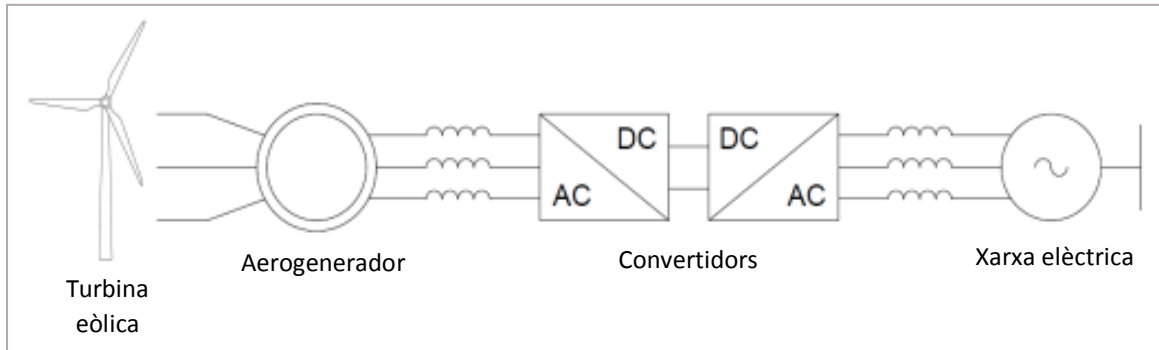 DC
AC
DC
AC
Aerogenerador
Convertidors
Xarxa elèctrica
Turbina
eòlica